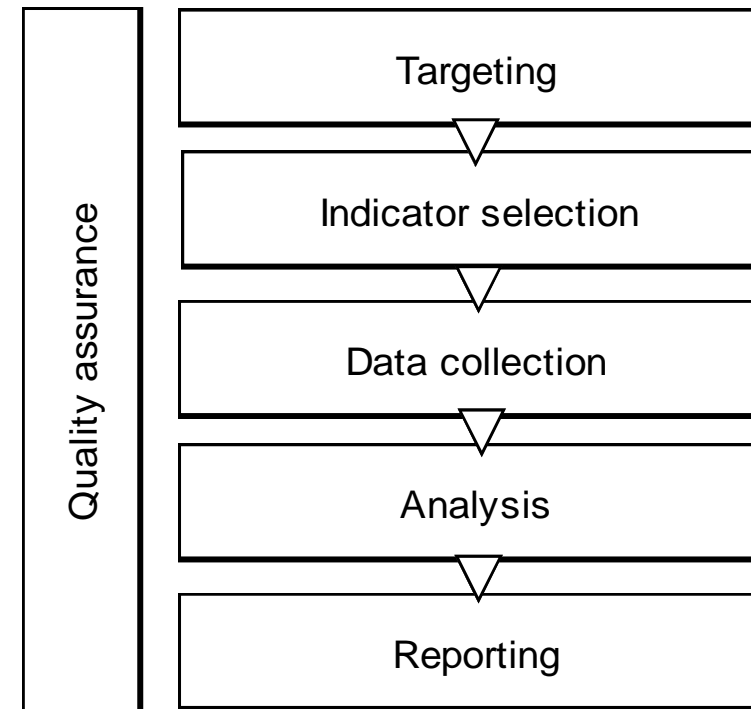 Quality assurance
Targeting
Indicator selection
Data collection
Analysis
Reporting